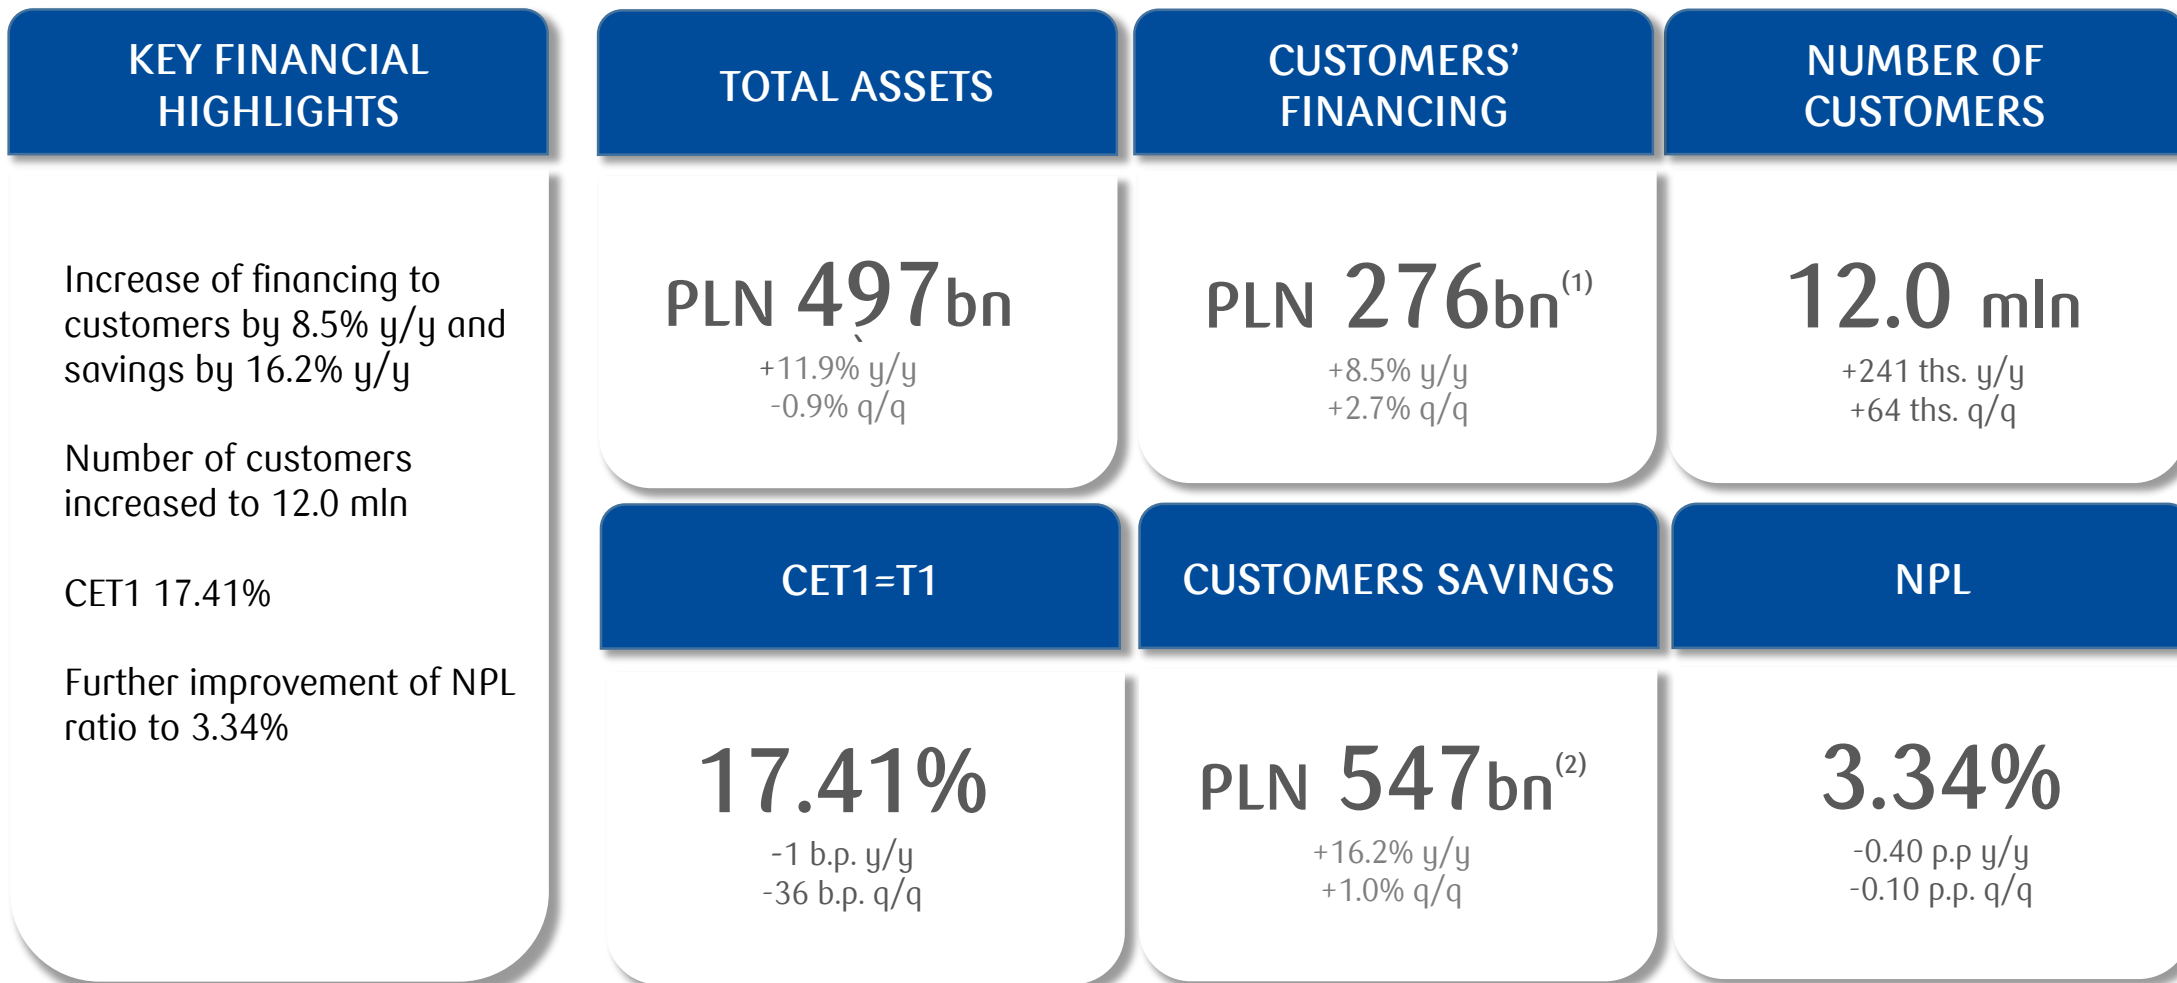 KEY FINANCIAL
HIGHLIGHTS
Increase of financing to
customers by 8.5% y/y and
savings by 16.2% y/y
Number of customers
increased to 12.0 mln
CET1 17.41%
Further improvement of NPL
ratio to 3.34%
TOTAL ASSETS
PLN 497bn
`
+11.9% y/y
-0.9% q/q
CUSTOMERS’
FINANCING
PLN 276bn(1)
+8.5% y/y
+2.7% q/q
NUMBER OF
CUSTOMERS
12.0 mln
+241 ths. y/y
+64 ths. q/q
CET1=T1
17.41%
-1 b.p. y/y
-36 b.p. q/q
CUSTOMERS SAVINGS
PLN 547bn(2)
+16.2% y/y
+1.0% q/q
NPL
3.34%
-0.40 p.p y/y
-0.10 p.p. q/q